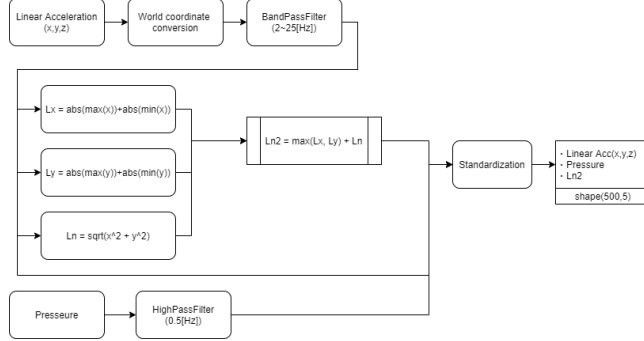 Linear Acceleration
(x,y,z)
World coordinate
conversion
BandPassFilter
(2~25[Hz])
Lx = abs(max(x))+abs(min(x))
Ly = abs(max(y))+abs(min(y))
Ln = sqrt(x^2 + y^2)
Ln2 = max(Lx, Ly) + Ln
Standardization
- Linear Acc(x,y,z)
- Pressure
- Ln2
shape(500,5)
Presseure
HighPassFilter
(0.5[Hz])